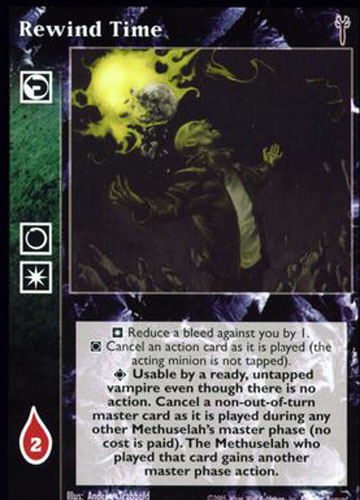 Rewind Time
Reduce a bleed against you by 1.
Cancel an action card as it is played (the
acting minion is not tapped).
Usable by a ready, untapped
vampire even though there is no
action. Cancel a non-out-of-turn
master card as it is played during any
other Methuselah's master phase (no
cost is paid). The Methuselah who
played that card gains another
master phase action.
2
Illus: